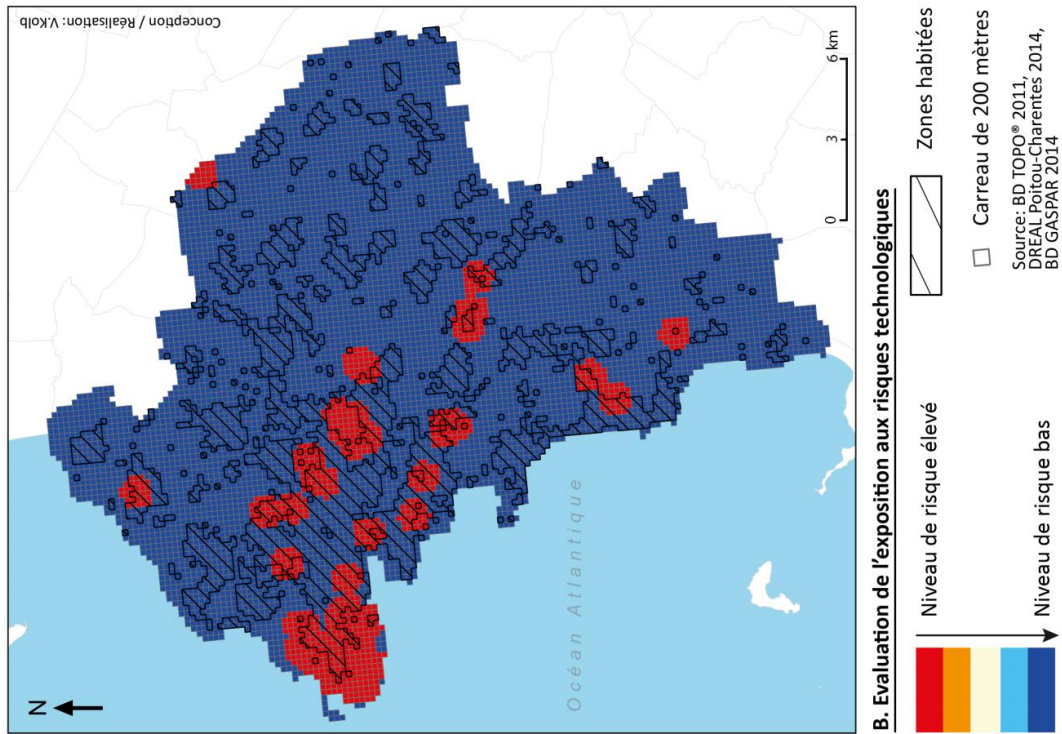 Conception / Réalisation: V.Kolb
N
Océan Atlantique
0 3 6 km
B. Evaluation de l'exposition aux risques technologiques
Niveau de risque élevé
Niveau de risque bas
Zones habitées
Carreau de 200 mètres
Source: BD TOPO® 2011,
DREAL Poitou-Charentes 2014,
BD GASPAR 2014